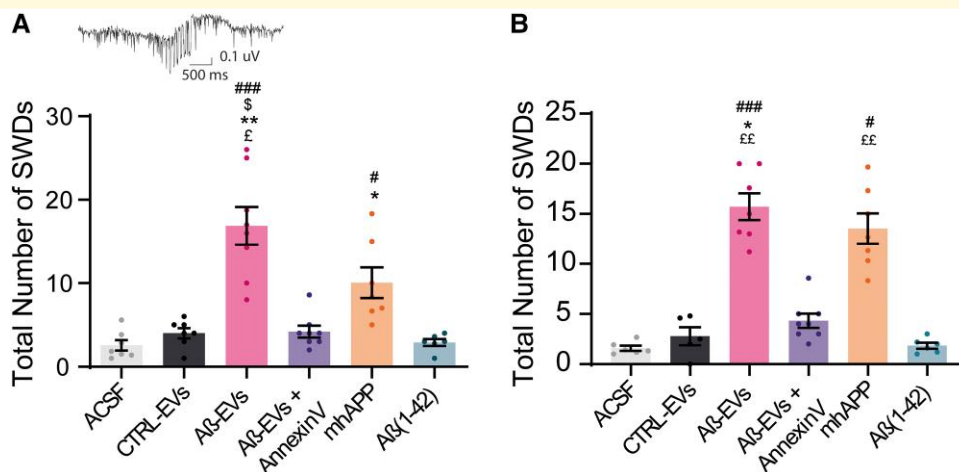 A
0.1 uV
500 ms
Total Number of SWDs
30
20
10
0
###
$
**
£
#
*
ACSF
CTRL-EVs
Aß-EVs
Aß-EVs +
AnnexinV
mhAPP
Aß(1-42)
B
Total Number of SWDs
25
20
15
10
5
0
###
*
££
#
££
ACSF
CTRL-EVs
Aß-EVs
Aß-EVs +
AnnexinV
mhAPP
Aß(1-42)